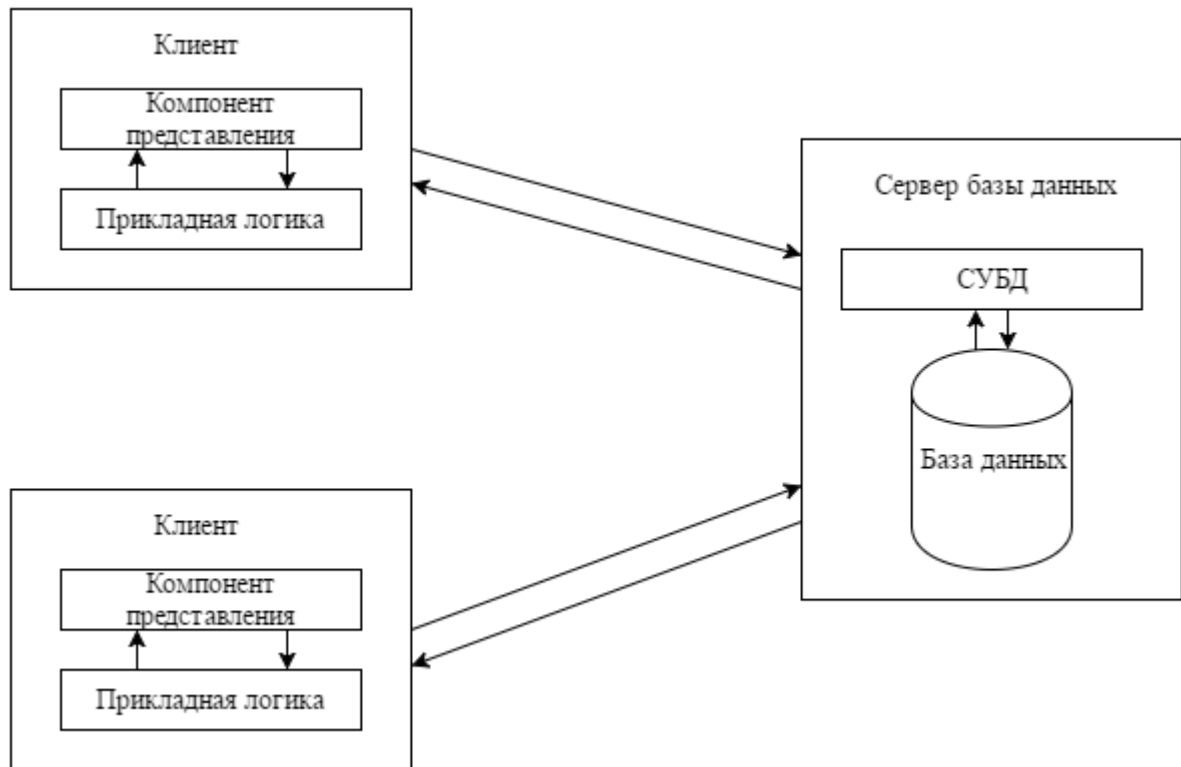 Клиент
Компонент
представления
Прикладная логика
Сервер базы данных
СУБД
База данных
Клиент
Компонент
представления
Прикладная логика